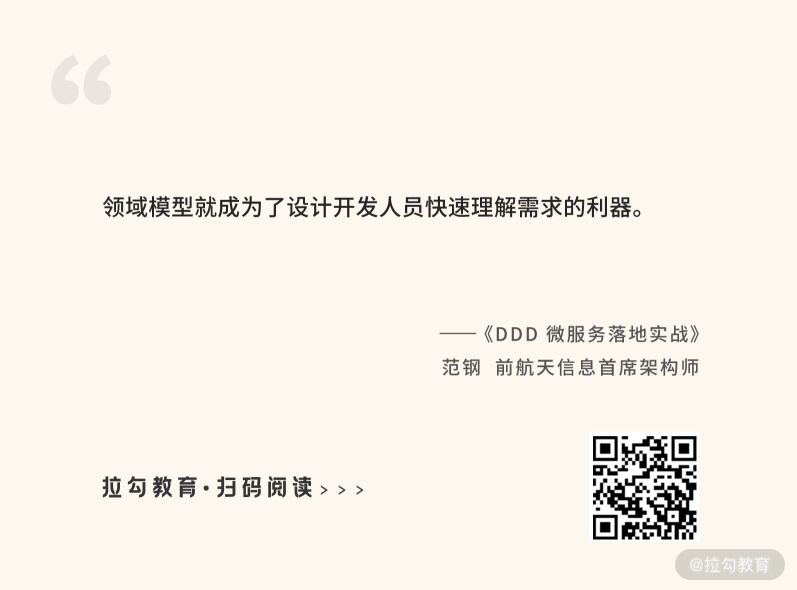 “
领域模型就成为了设计开发人员快速理解需求的利器。
——《DDD 微服务落地实战》
范钢 前航天信息首席架构师
拉勾教育·扫码阅读>>>
@拉勾教育